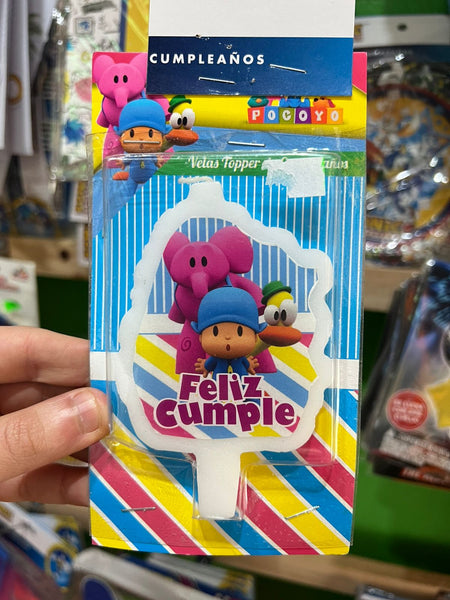 CUMPLEAÑOS
POCOYO
Velas Topper
Feliz
Cumple